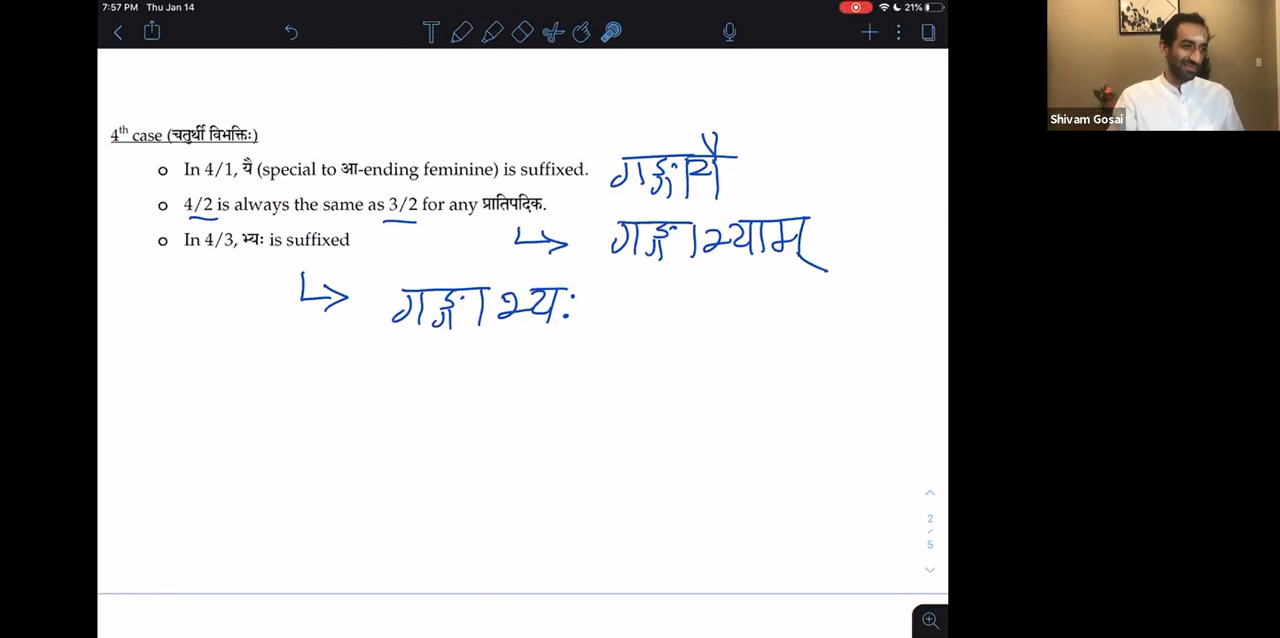 7:57 PM Thu Jan 14
21%
4th case (चतुर्थी विभक्तिः)
In 4/1, यै (special to आ-ending feminine) is suffixed.
गङ्गायै
4/2 is always the same as 3/2 for any प्रातिपदिक.
गङ्गाभ्याम्
In 4/3, भ्यः is suffixed
गङ्गाभ्यः
2
/
5
Shivam Gosai